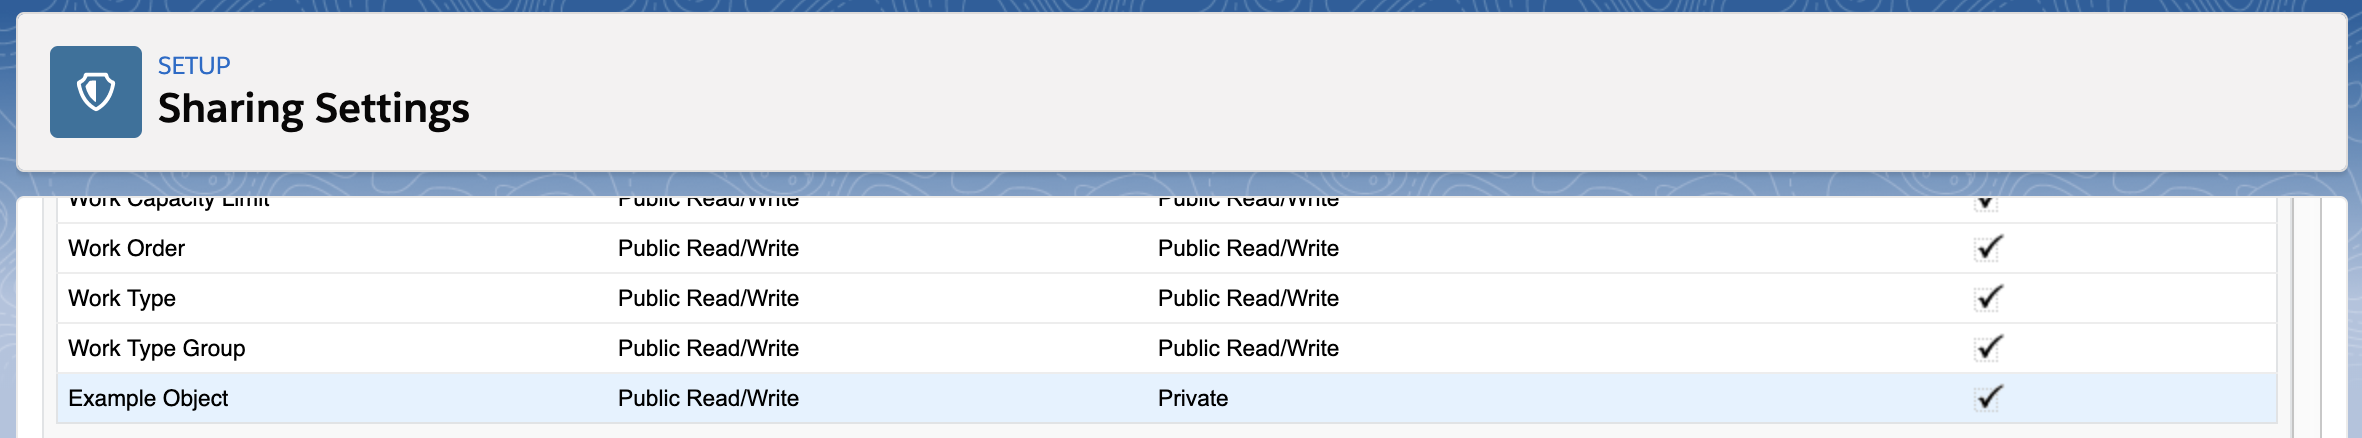 SETUP
Sharing Settings
Work Capacity Limit Public Read/Write Public Read/Write
Work Order Public Read/Write Public Read/Write
Work Type Public Read/Write Public Read/Write
Work Type Group Public Read/Write Public Read/Write
Example Object Public Read/Write Private